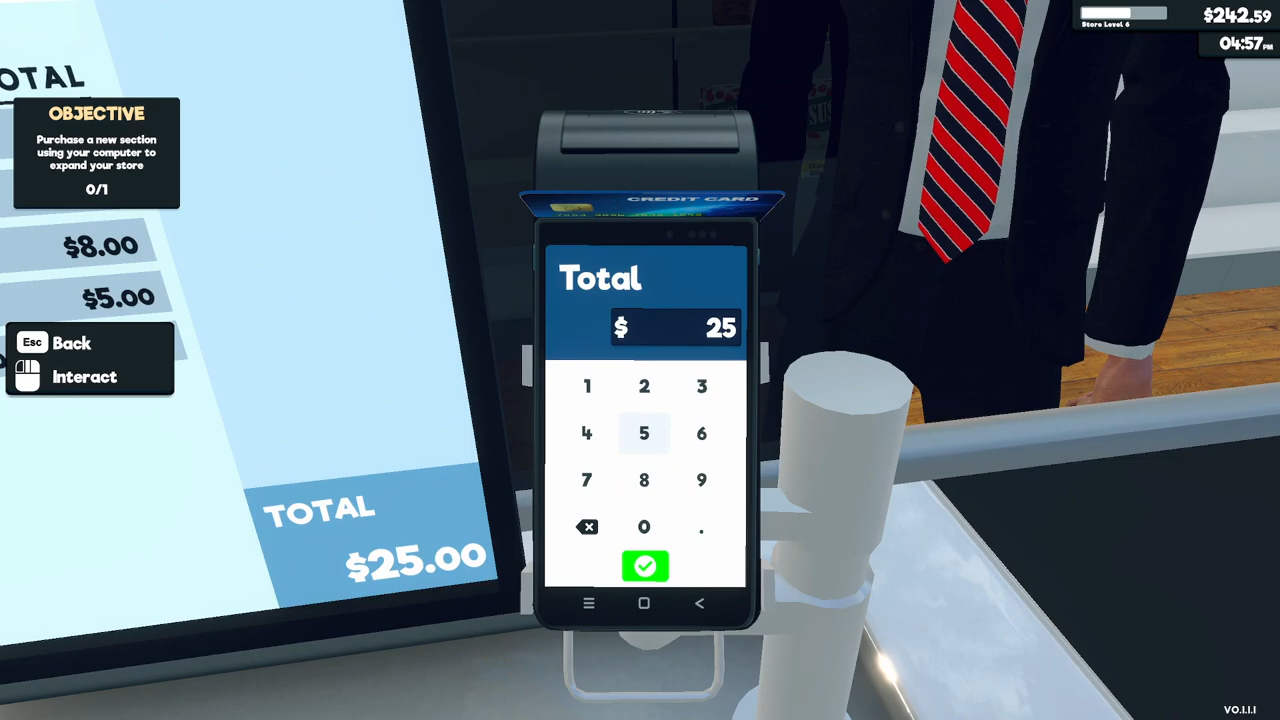 $242.59
Store Level 6
04:57PM
OTAL
OBJECTIVE
Purchase a new section
using your computer to
expand your store
0/1
$8.00
$5.00
Esc Back
Interact
TOTAL
$25.00
CREDIT CARD
Total
$ 25
1 2 3
4 5 6
7 8 9
0 .
V0.1.1.1